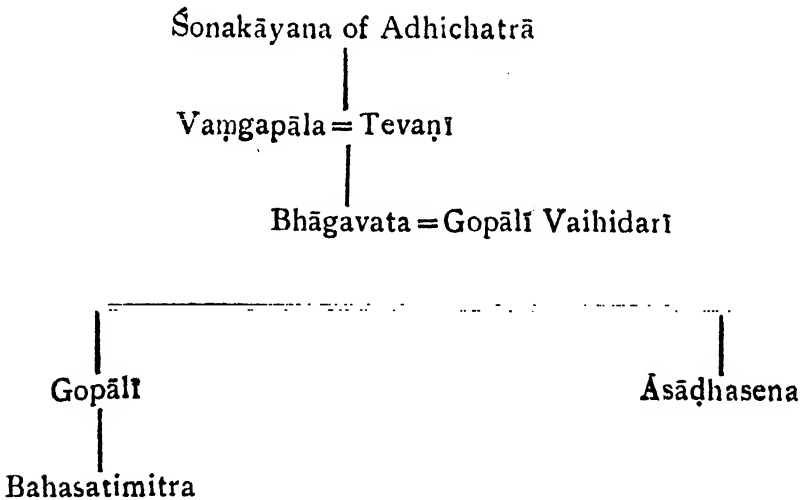 Śonakāyana of Adhichatrā
Vaṃgapāla = Tevaṇī
Bhāgavata = Gopālī Vaihidarī
Gopālī Āsāḍhasena
Bahasatimitra